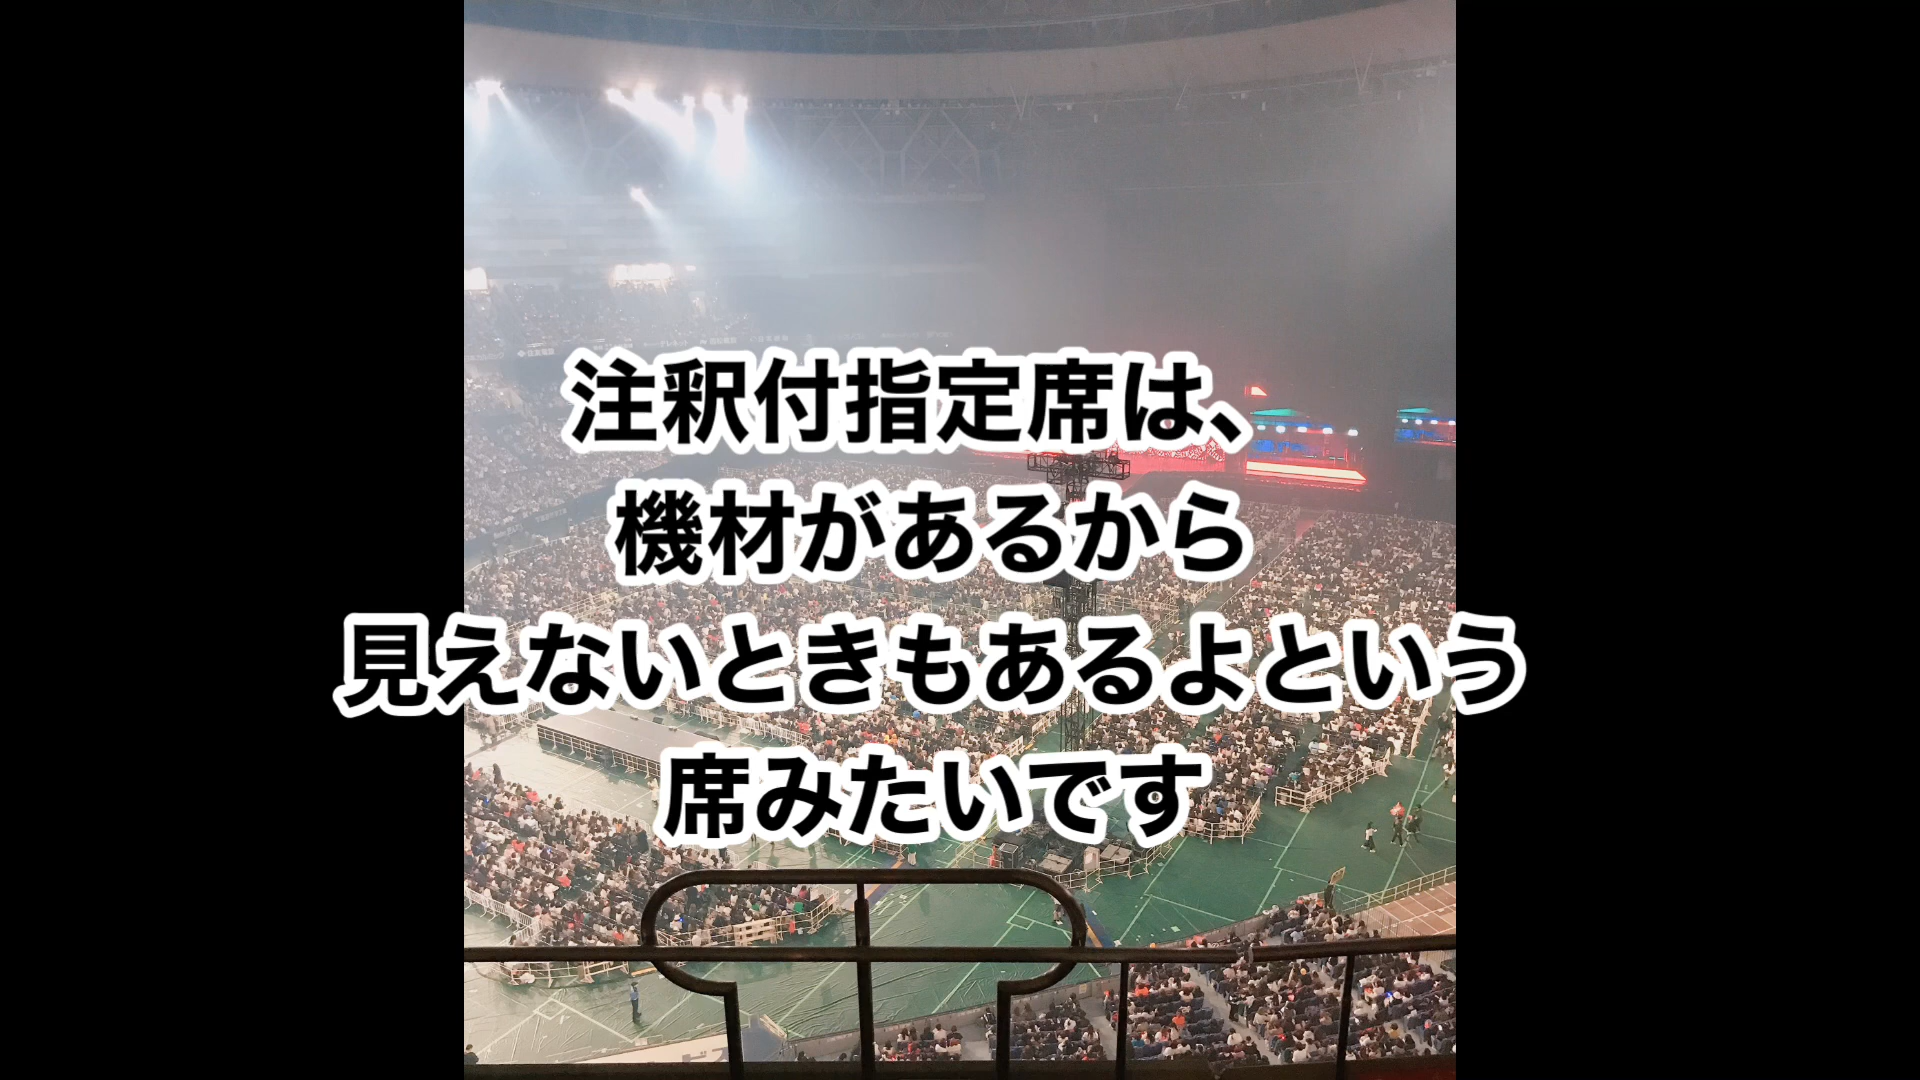 注釈付指定席は、
機材があるから
見えないときもあるよという
席みたいです